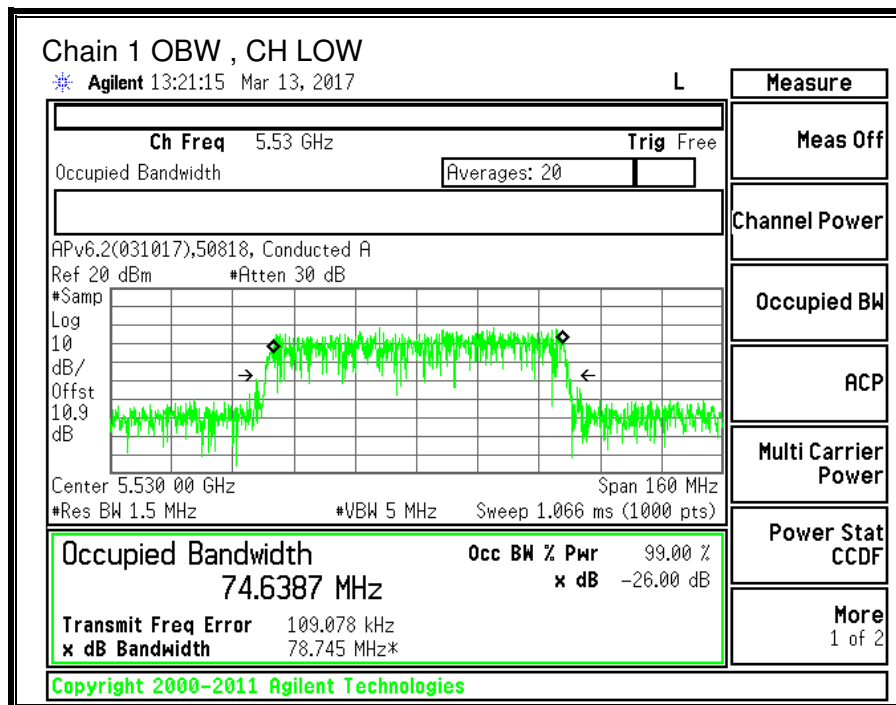 Chain 1 OBW , CH LOW
Agilent 13:21:15 Mar 13, 2017 L
Measure
Ch Freq 5.53 GHz Trig Free
Meas Off
Occupied Bandwidth Averages: 20
Channel Power
APv6.2(031017),50818, Conducted A
Ref 20 dBm #Atten 30 dB
#Samp
Log
10
dB/
Offst
10.9
dB
Occupied BW
ACP
Multi Carrier
Power
Center 5.530 00 GHz Span 160 MHz
#Res BW 1.5 MHz #VBW 5 MHz Sweep 1.066 ms (1000 pts)
Power Stat
CCDF
Occupied Bandwidth Occ BW % Pwr 99.00 %
74.6387 MHz x dB -26.00 dB
Transmit Freq Error 109.078 kHz
x dB Bandwidth 78.745 MHz*
More
1 of 2
Copyright 2000-2011 Agilent Technologies